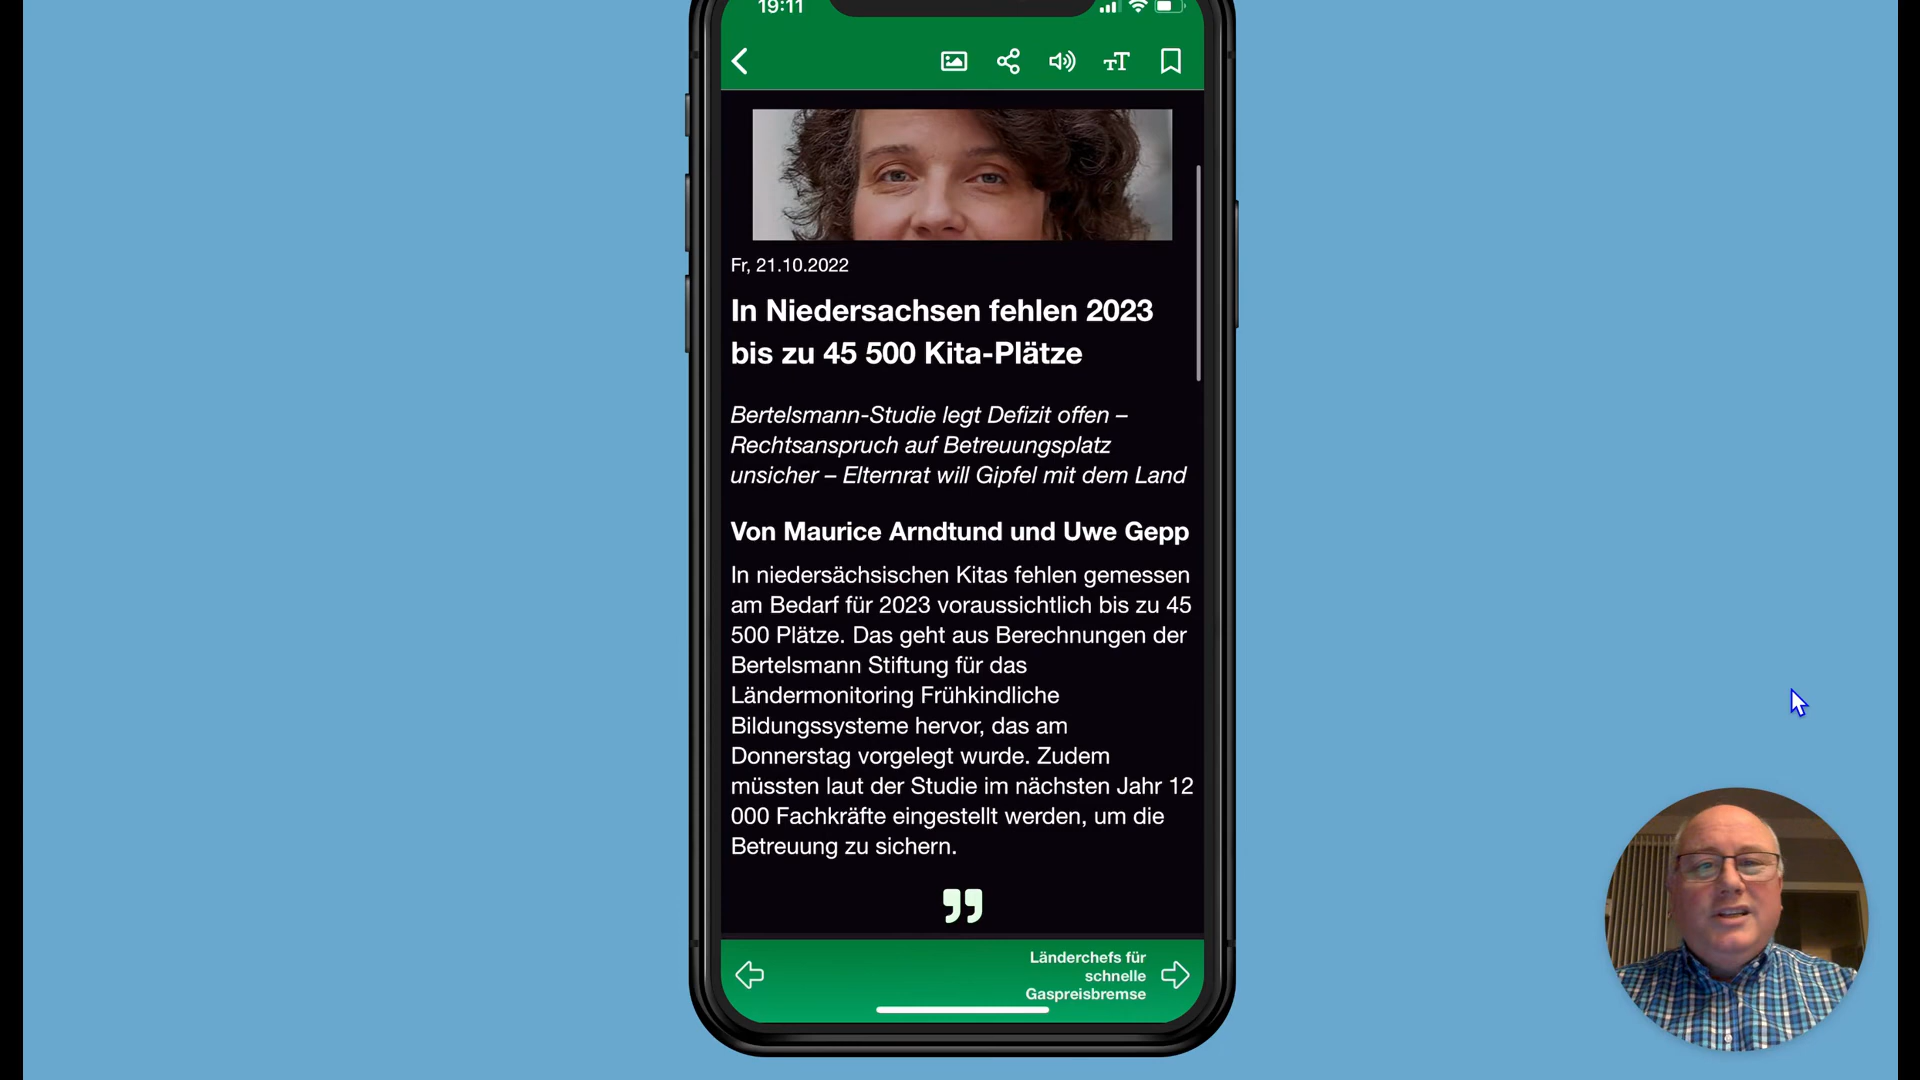 19:11
Fr, 21.10.2022
In Niedersachsen fehlen 2023
bis zu 45 500 Kita-Plätze
Bertelsmann-Studie legt Defizit offen –
Rechtsanspruch auf Betreuungsplatz
unsicher – Elternrat will Gipfel mit dem Land
Von Maurice Arndtund und Uwe Gepp
In niedersächsischen Kitas fehlen gemessen
am Bedarf für 2023 voraussichtlich bis zu 45
500 Plätze. Das geht aus Berechnungen der
Bertelsmann Stiftung für das
Ländermonitoring Frühkindliche
Bildungssysteme hervor, das am
Donnerstag vorgelegt wurde. Zudem
müssten laut der Studie im nächsten Jahr 12
000 Fachkräfte eingestellt werden, um die
Betreuung zu sichern.
Länderchefs für
schnelle
Gaspreisbremse